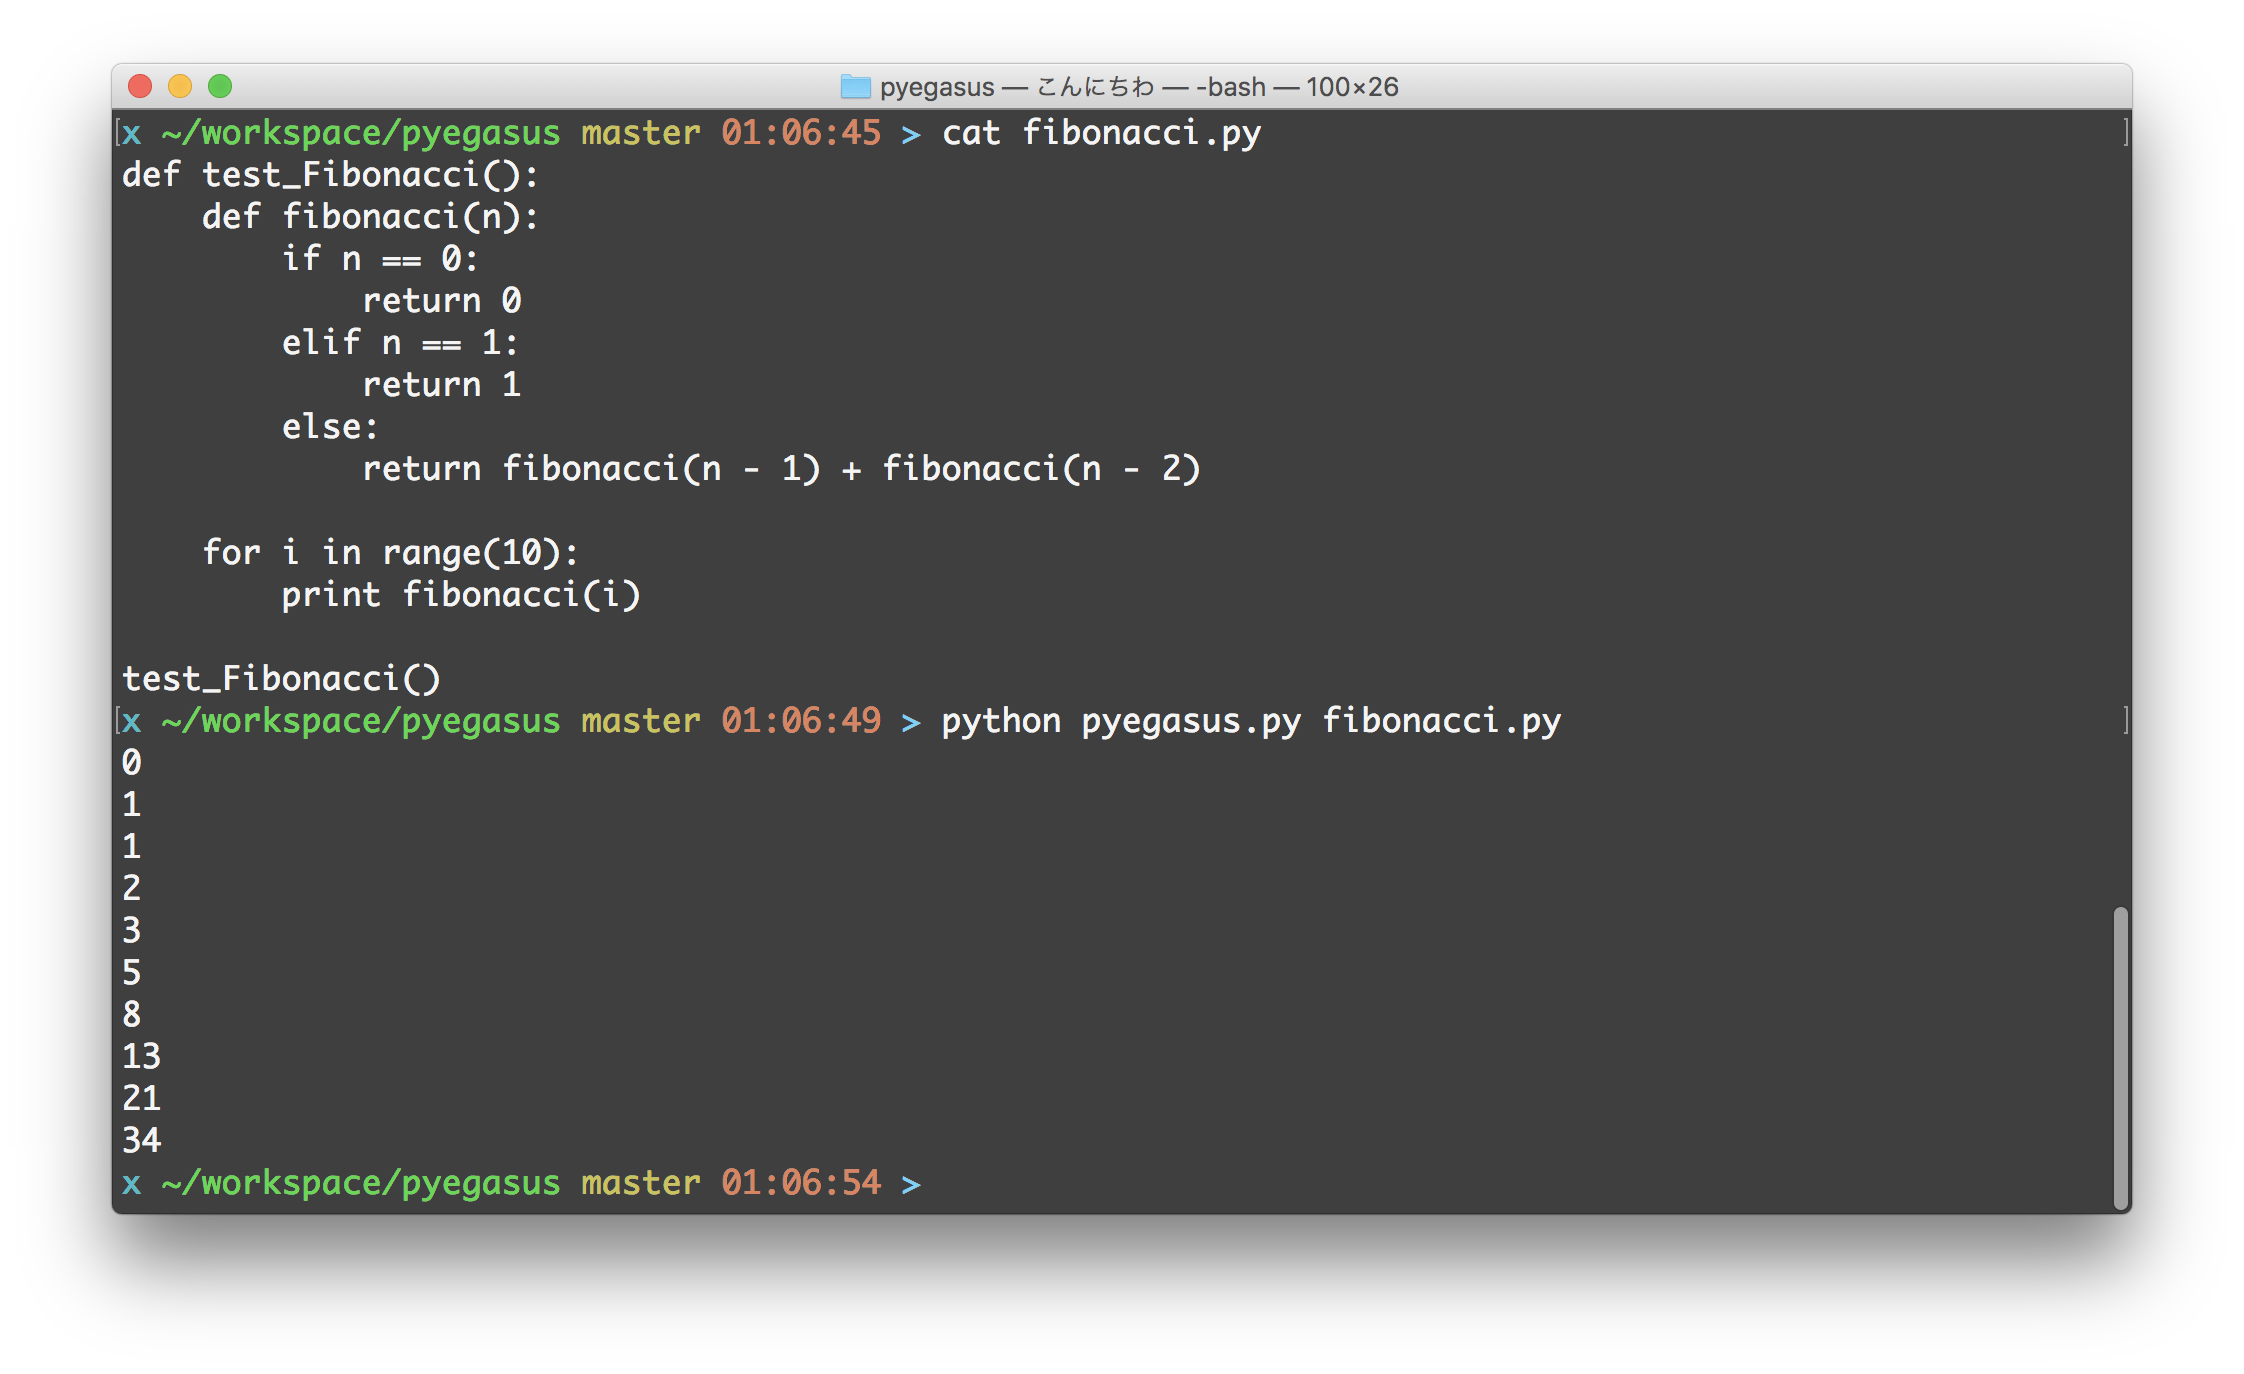 pyegasus — こんにちわ — -bash — 100×26
[x ~/workspace/pyegasus master 01:06:45 > cat fibonacci.py ]
def test_Fibonacci():
    def fibonacci(n):
        if n == 0:
            return 0
        elif n == 1:
            return 1
        else:
            return fibonacci(n - 1) + fibonacci(n - 2)

    for i in range(10):
        print fibonacci(i)

test_Fibonacci()
[x ~/workspace/pyegasus master 01:06:49 > python pyegasus.py fibonacci.py ]
0
1
1
2
3
5
8
13
21
34
x ~/workspace/pyegasus master 01:06:54 >